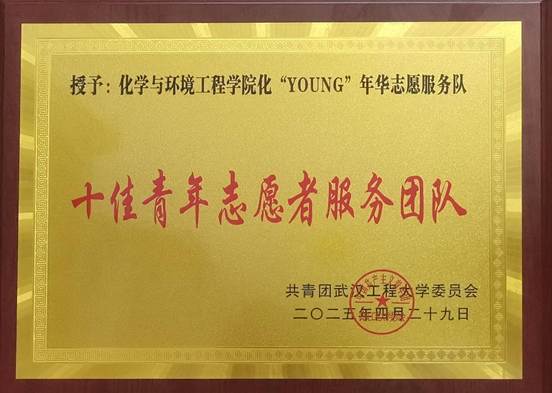 授予：化学与环境工程学院化“YOUNG”年华志愿服务队
十佳青年志愿者服务团队
共青团武汉工程大学委员会
二〇二五年四月二十九日